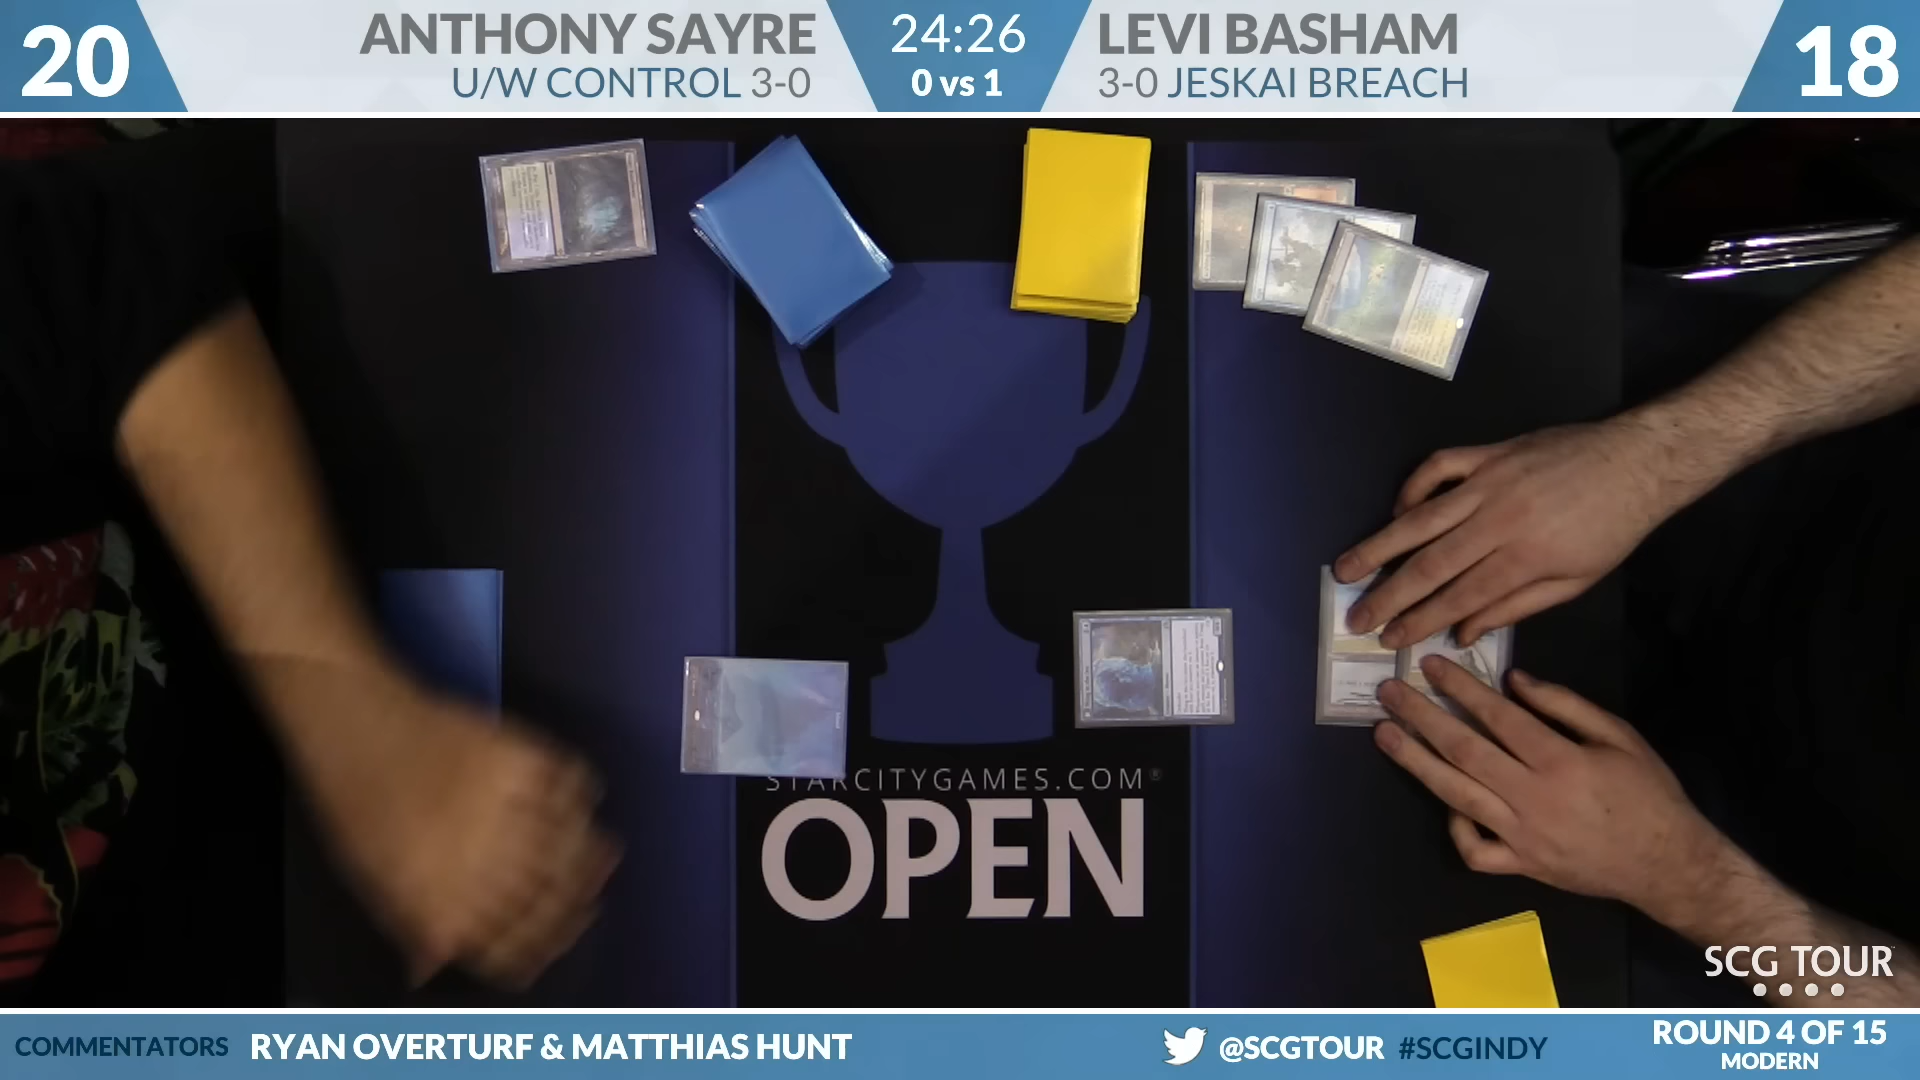 20
ANTHONY SAYRE
U/W CONTROL 3-0
24:26
0 vs 1
LEVI BASHAM
3-0 JESKAI BREACH
18
STARCITYGAMES.COM®
OPEN
SCG TOUR
COMMENTATORS RYAN OVERTURF & MATTHIAS HUNT
@SCGTOUR #SCGINDY
ROUND 4 OF 15
MODERN